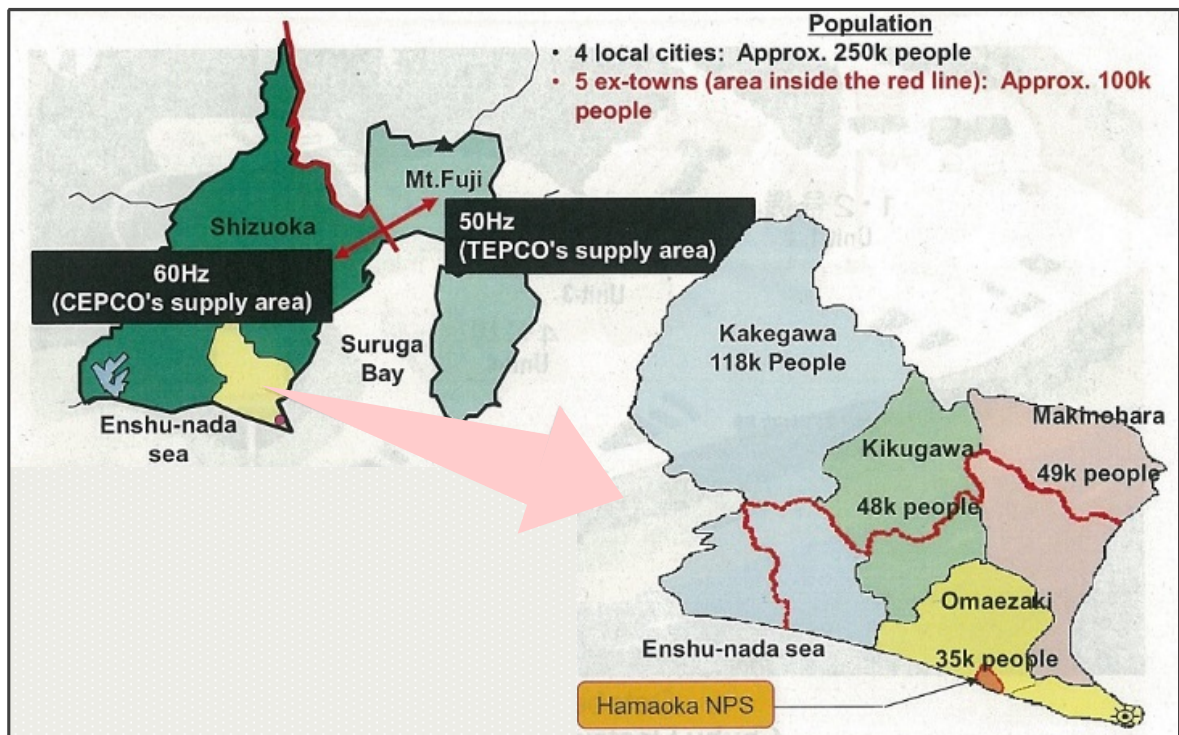 Population
• 4 local cities: Approx. 250k people
• 5 ex-towns (area inside the red line): Approx. 100k
people
Mt.Fuji
Shizuoka
50Hz
(TEPCO's supply area)
60Hz
(CEPCO's supply area)
Suruga
Bay
Enshu-nada
sea
Kakegawa
118k People
Makinohara
49k people
Kikugawa
48k people
Omaezaki
35k people
Enshu-nada sea
Hamaoka NPS